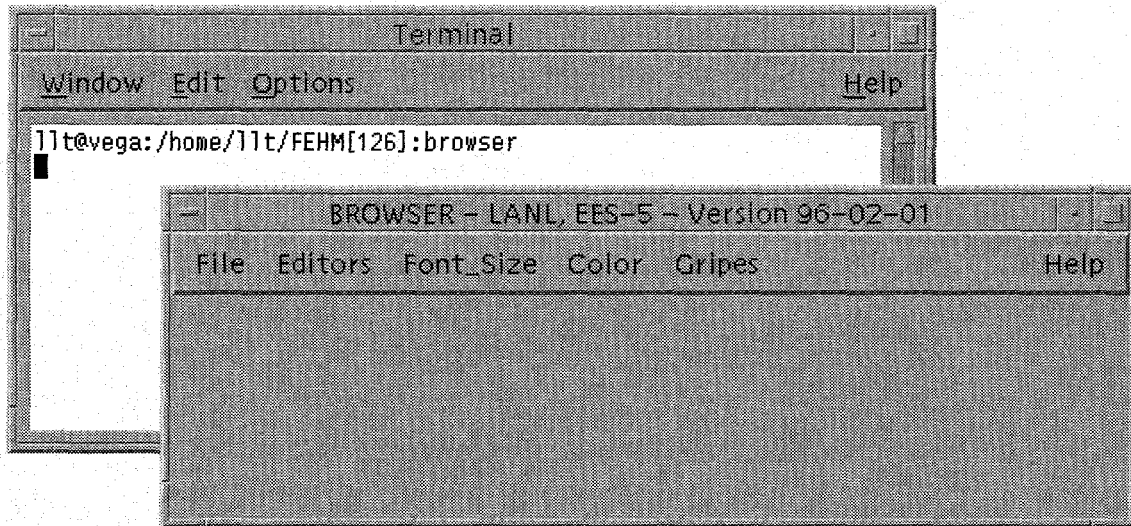 Terminal
Window Edit Options Help
llt@vega:/home/llt/FEHM[126]:browser
BROWSER – LANL, EES–5 – Version 96–02–01
File Editors Font_Size Color Gripes Help